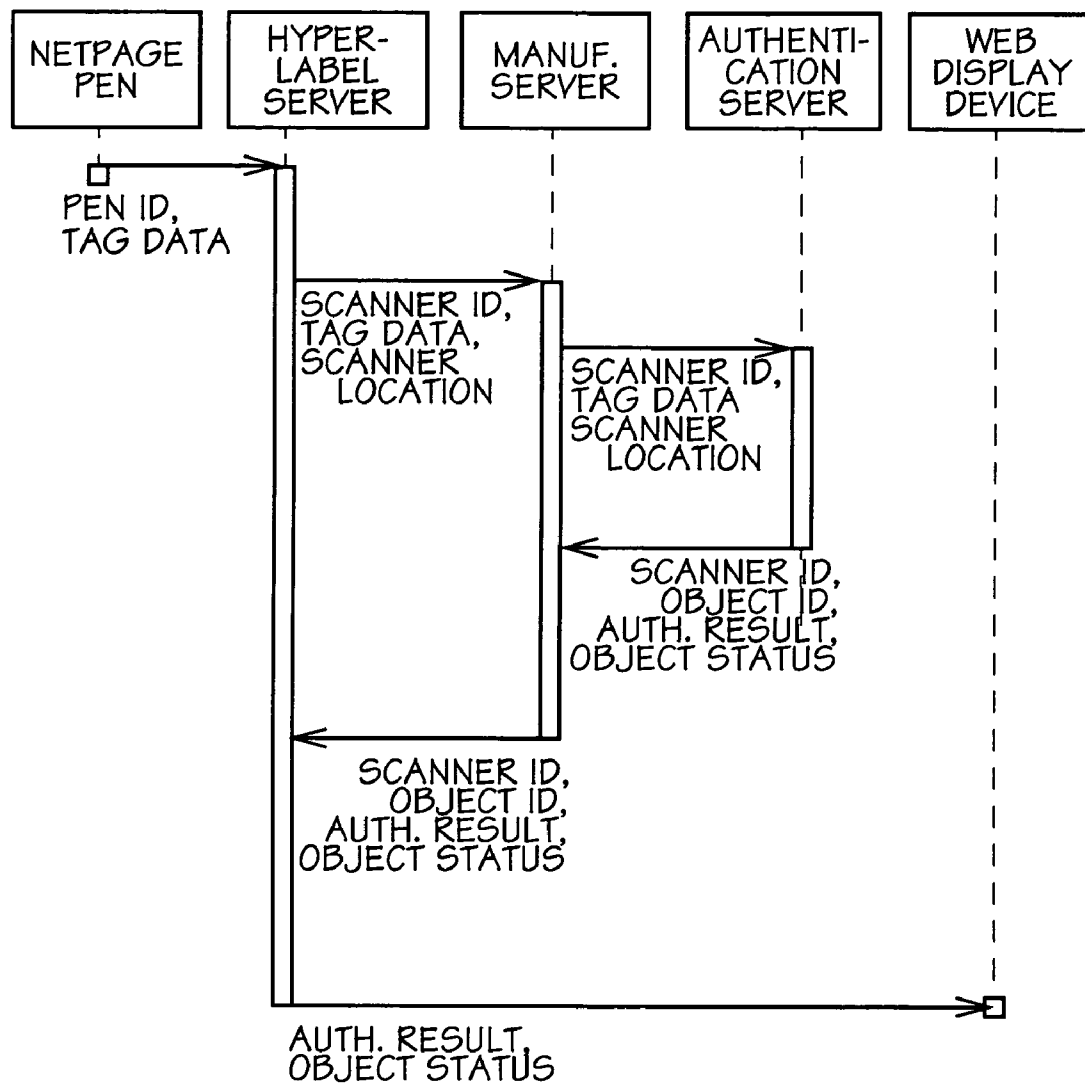 NETPAGE
PEN
HYPER-
LABEL
SERVER
MANUF.
SERVER
AUTHENTI-
CATION
SERVER
WEB
DISPLAY
DEVICE
PEN ID,
TAG DATA
SCANNER ID,
TAG DATA,
SCANNER
LOCATION
SCANNER ID,
TAG DATA
SCANNER
LOCATION
SCANNER ID,
OBJECT ID,
AUTH. RESULT,
OBJECT STATUS
SCANNER ID,
OBJECT ID,
AUTH. RESULT,
OBJECT STATUS
AUTH. RESULT,
OBJECT STATUS